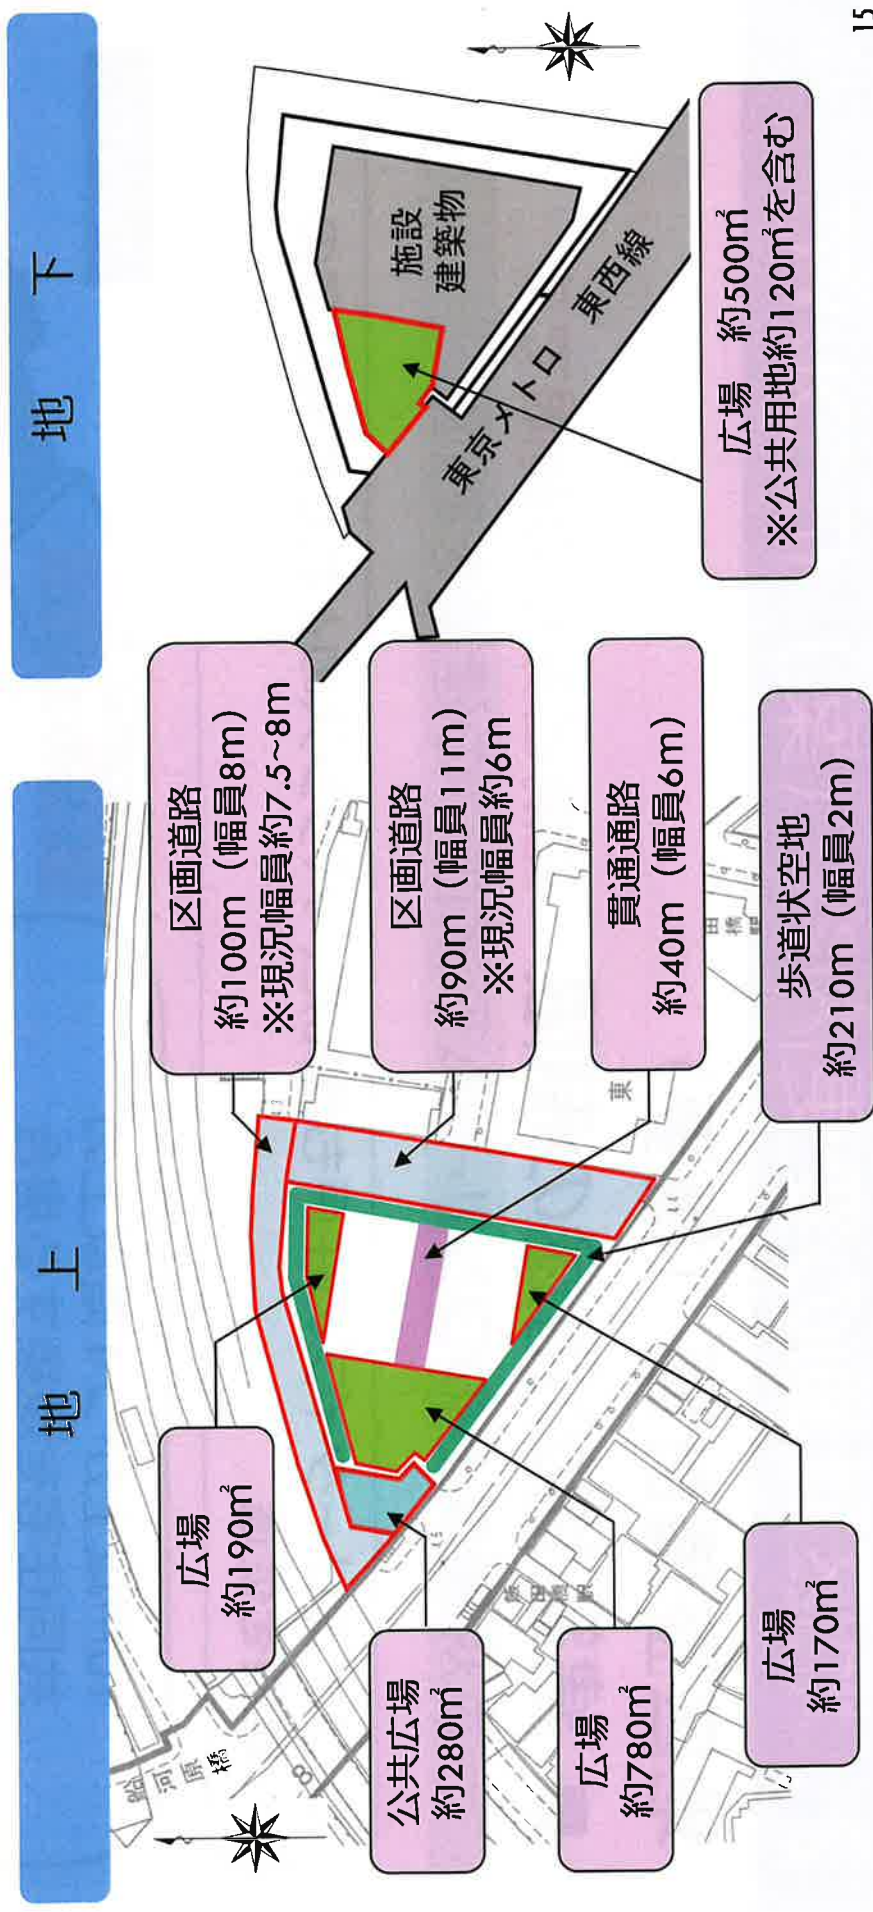 地 上
広場
約190㎡
公共広場
約280㎡
広場
約780㎡
広場
約170㎡
区画道路
約100m（幅員8m）
※現況幅員約7.5~8m
区画道路
約90m（幅員11m）
※現況幅員約6m
貫通通路
約40m（幅員6m）
歩道状空地
約210m（幅員2m）
船河原橋
飯田橋駅
東
田
橋
地 下
施設
建築物
東京メトロ 東西線
広場 約500㎡
※公共用地約120㎡を含む
15